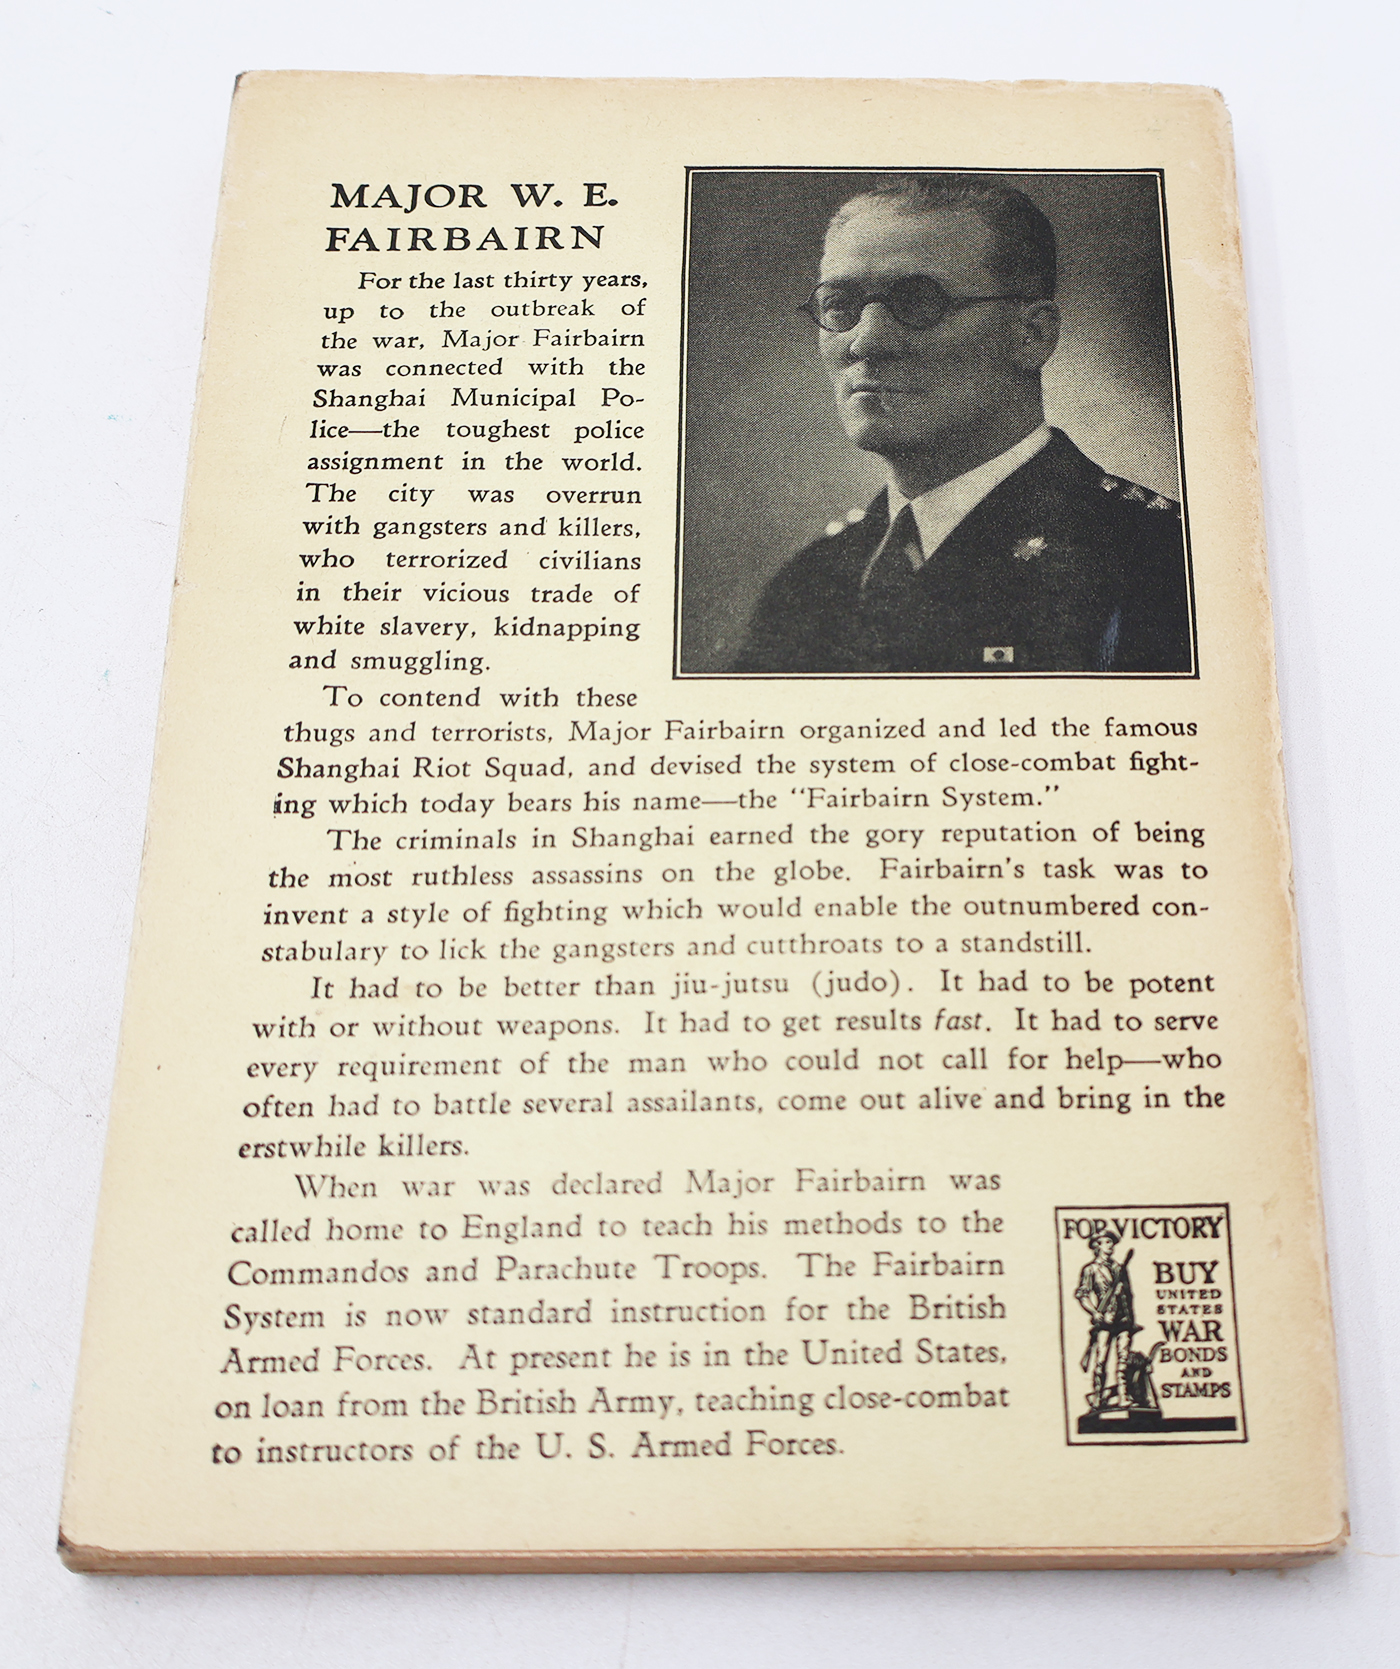 MAJOR W. E.
FAIRBAIRN
For the last thirty years,
up to the outbreak of
the war, Major Fairbairn
was connected with the
Shanghai Municipal Po-
lice—the toughest police
assignment in the world.
The city was overrun
with gangsters and killers,
who terrorized civilians
in their vicious trade of
white slavery, kidnapping
and smuggling.
To contend with these
thugs and terrorists, Major Fairbairn organized and led the famous
Shanghai Riot Squad, and devised the system of close-combat fight-
ing which today bears his name—the "Fairbairn System."
The criminals in Shanghai earned the gory reputation of being
the most ruthless assassins on the globe. Fairbairn's task was to
invent a style of fighting which would enable the outnumbered con-
stabulary to lick the gangsters and cutthroats to a standstill.
It had to be better than jiu-jutsu (judo). It had to be potent
with or without weapons. It had to get results fast. It had to serve
every requirement of the man who could not call for help—who
often had to battle several assailants, come out alive and bring in the
erstwhile killers.
When war was declared Major Fairbairn was
called home to England to teach his methods to the
Commandos and Parachute Troops. The Fairbairn
System is now standard instruction for the British
Armed Forces. At present he is in the United States,
on loan from the British Army, teaching close-combat
to instructors of the U. S. Armed Forces.
FOR VICTORY
BUY
UNITED
STATES
WAR
BONDS
AND
STAMPS